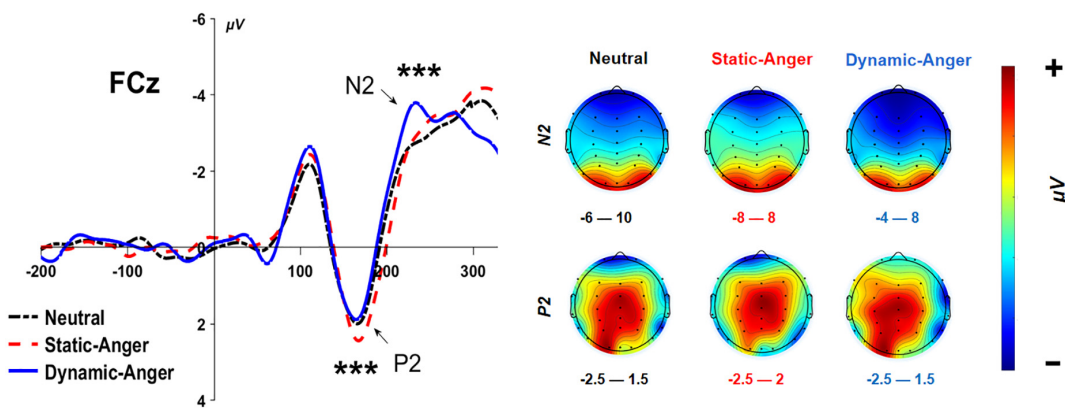 -6
µV
FCz
-4
N2
***
-2
0
-200
-100
100
200
300
2
4
***
P2
Neutral
Static-Anger
Dynamic-Anger
Neutral
Static-Anger
Dynamic-Anger
N2
-6 — 10
-8 — 8
-4 — 8
P2
-2.5 — 1.5
-2.5 — 2
-2.5 — 1.5
+
µV
−